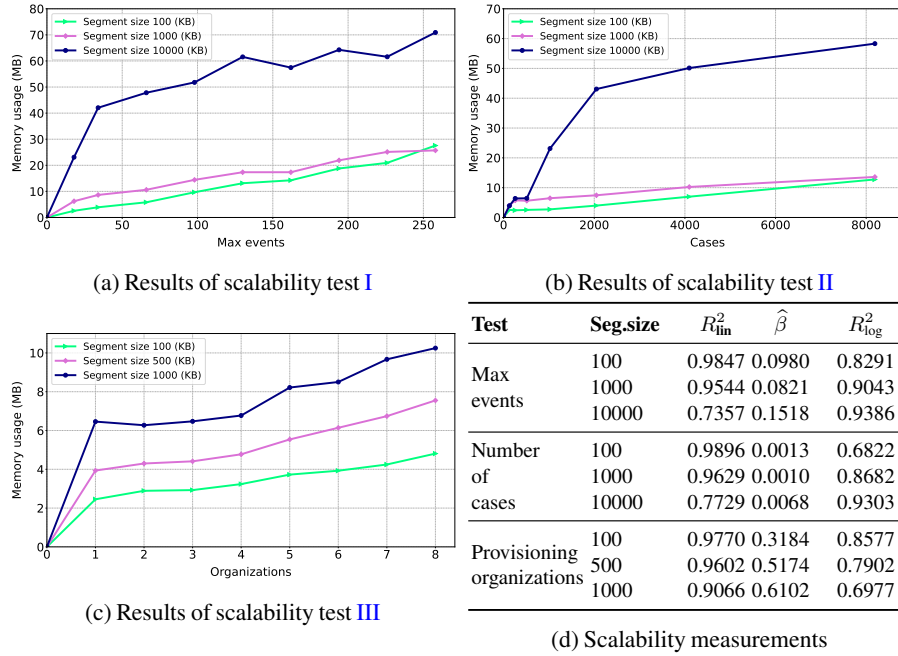 80
70
60
50
40
30
20
10
0
Memory usage (MB)
Segment size 100 (KB)
Segment size 1000 (KB)
Segment size 10000 (KB)
0 50 100 150 200 250
Max events
(a) Results of scalability test I
70
60
50
40
30
20
10
0
Memory usage (MB)
Segment size 100 (KB)
Segment size 1000 (KB)
Segment size 10000 (KB)
0 2000 4000 6000 8000
Cases
(b) Results of scalability test II
10
8
6
4
2
0
Memory usage (MB)
Segment size 100 (KB)
Segment size 500 (KB)
Segment size 1000 (KB)
0 1 2 3 4 5 6 7 8
Organizations
(c) Results of scalability test III
Test Seg.size R²lin β̂ R²log
Max events
100 0.9847 0.0980 0.8291
1000 0.9544 0.0821 0.9043
10000 0.7357 0.1518 0.9386
Number of cases
100 0.9896 0.0013 0.6822
1000 0.9629 0.0010 0.8682
10000 0.7729 0.0068 0.9303
Provisioning organizations
100 0.9770 0.3184 0.8577
500 0.9602 0.5174 0.7902
1000 0.9066 0.6102 0.6977
(d) Scalability measurements